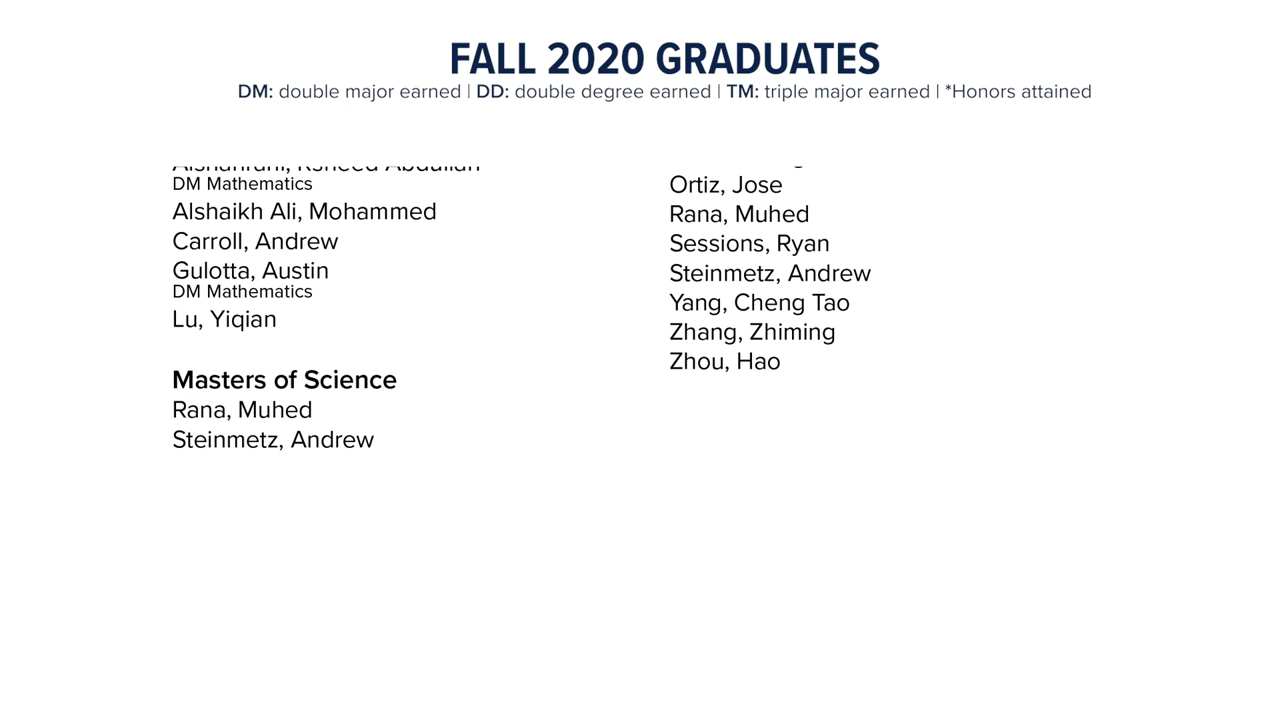 FALL 2020 GRADUATES
DM: double major earned | DD: double degree earned | TM: triple major earned | *Honors attained
Abdullah
DM Mathematics
Alshaikh Ali, Mohammed
Carroll, Andrew
Gulotta, Austin
DM Mathematics
Lu, Yiqian
Masters of Science
Rana, Muhed
Steinmetz, Andrew
Ortiz, Jose
Rana, Muhed
Sessions, Ryan
Steinmetz, Andrew
Yang, Cheng Tao
Zhang, Zhiming
Zhou, Hao